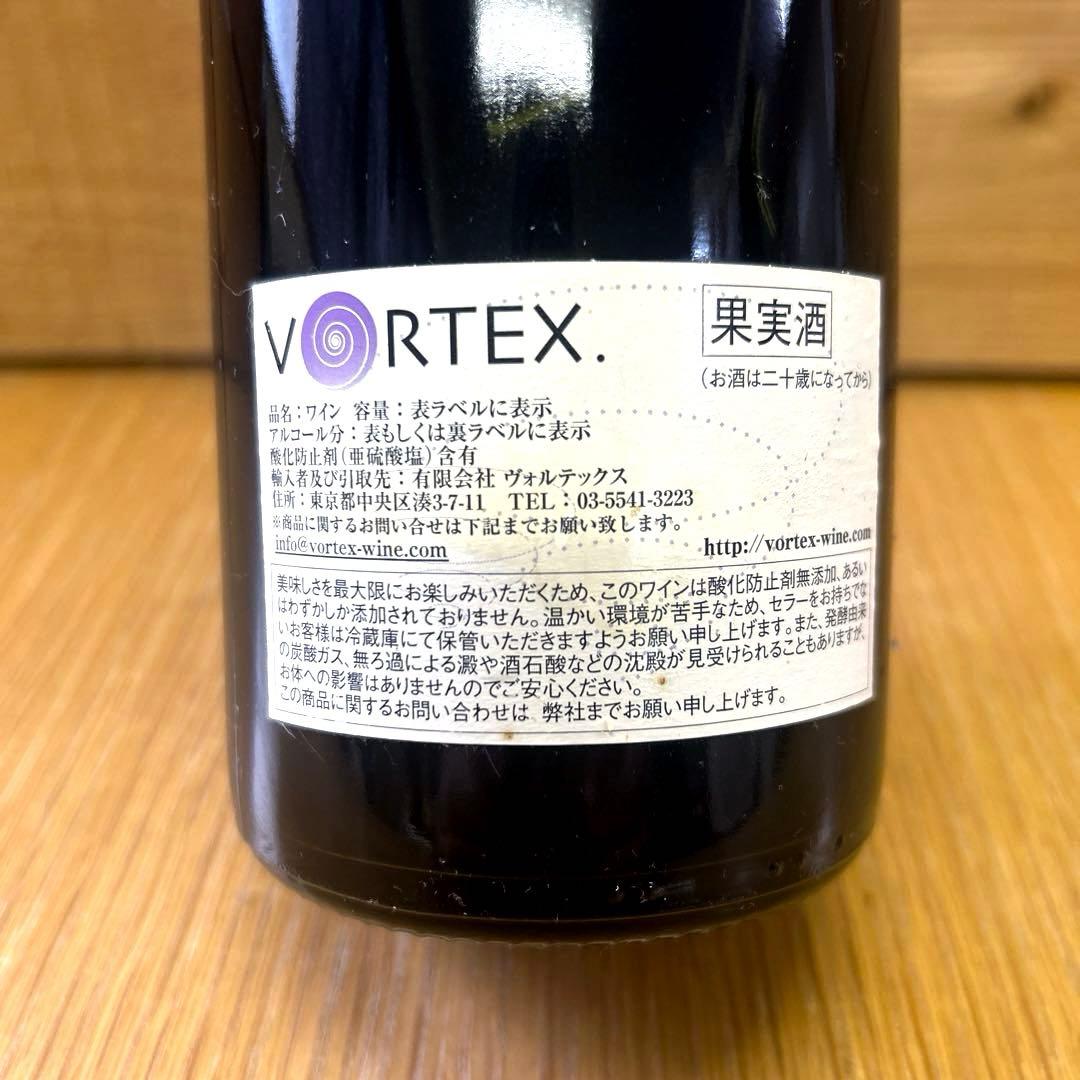 VORTEX.
果実酒
(お酒は二十歳になってから)
品名：ワイン 容量：表ラベルに表示
アルコール分：表もしくは裏ラベルに表示
酸化防止剤(亜硫酸塩)含有
輸入者及び引取先：有限会社 ヴォルテックス
住所：東京都中央区湊3-7-11 TEL：03-5541-3223
※商品に関するお問い合せは下記までお願い致します。
info@vortex-wine.com
http://vortex-wine.com
美味しさを最大限にお楽しみいただくため、このワインは酸化防止剤無添加、あるい
はわずかしか添加されておりません。温かい環境が苦手なため、セラーをお持ちでな
いお客様は冷蔵庫にて保管いただきますようお願い申し上げます。また、発酵由来
の炭酸ガス、無ろ過による澱や酒石酸などの沈殿が見受けられることもありますが、
お体への影響はありませんのでご安心ください。
この商品に関するお問い合わせは 弊社までお願い申し上げます。